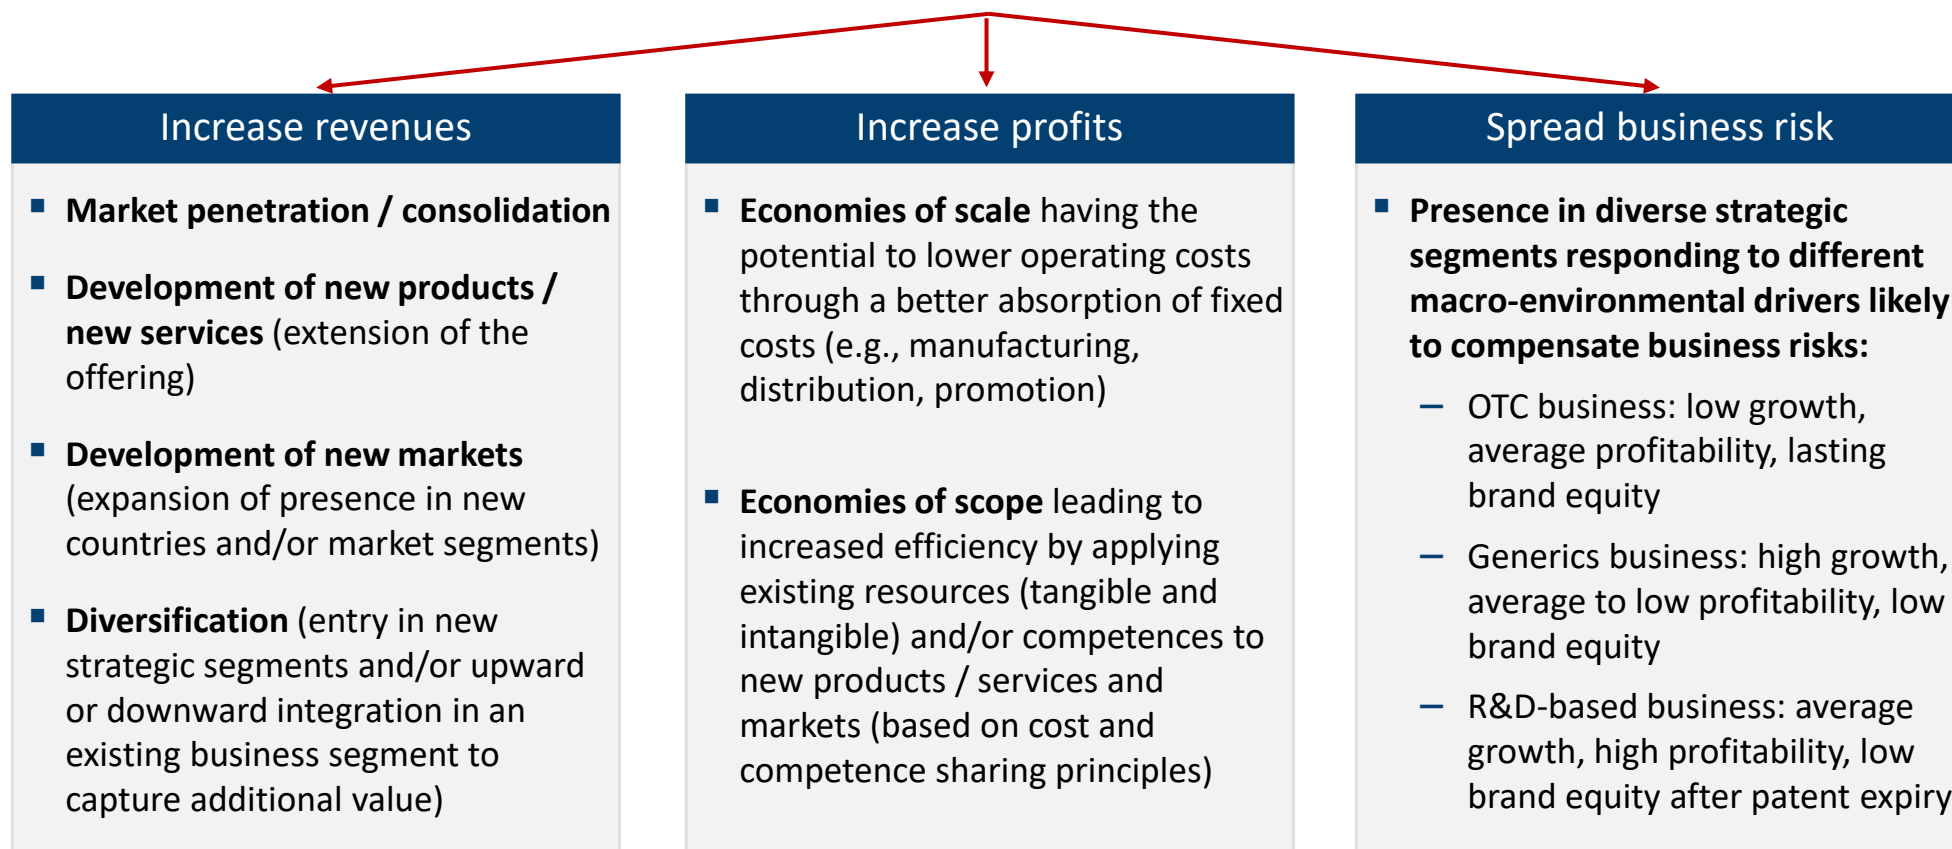 Increase revenues
▪ Market penetration / consolidation
▪ Development of new products /
new services (extension of the
offering)
▪ Development of new markets
(expansion of presence in new
countries and/or market segments)
▪ Diversification (entry in new
strategic segments and/or upward
or downward integration in an
existing business segment to
capture additional value)
Increase profits
▪ Economies of scale having the
potential to lower operating costs
through a better absorption of fixed
costs (e.g., manufacturing,
distribution, promotion)
▪ Economies of scope leading to
increased efficiency by applying
existing resources (tangible and
intangible) and/or competences to
new products / services and
markets (based on cost and
competence sharing principles)
Spread business risk
▪ Presence in diverse strategic
segments responding to different
macro-environmental drivers likely
to compensate business risks:
– OTC business: low growth,
average profitability, lasting
brand equity
– Generics business: high growth,
average to low profitability, low
brand equity
– R&D-based business: average
growth, high profitability, low
brand equity after patent expiry